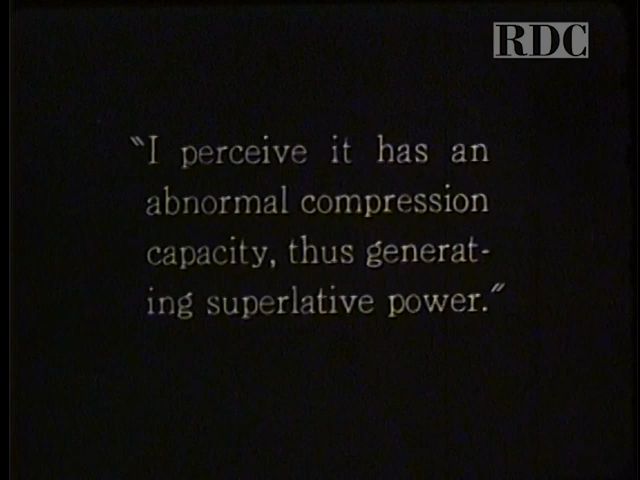 RDC
"I perceive it has an
abnormal compression
capacity, thus generat-
ing superlative power."